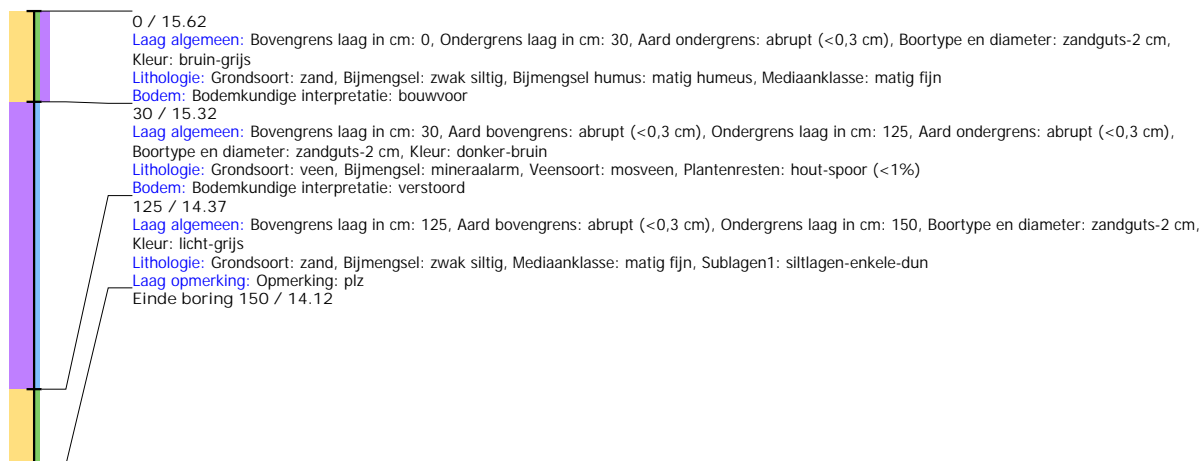 0 / 15.62
Laag algemeen: Bovengrens laag in cm: 0, Ondergrens laag in cm: 30, Aard ondergrens: abrupt (<0,3 cm), Boortype en diameter: zandguts-2 cm,
Kleur: bruin-grijs
Lithologie: Grondsoort: zand, Bijmengsel: zwak siltig, Bijmengsel humus: matig humeus, Mediaanklasse: matig fijn
Bodem: Bodemkundige interpretatie: bouwvoor
30 / 15.32
Laag algemeen: Bovengrens laag in cm: 30, Aard bovengrens: abrupt (<0,3 cm), Ondergrens laag in cm: 125, Aard ondergrens: abrupt (<0,3 cm),
Boortype en diameter: zandguts-2 cm, Kleur: donker-bruin
Lithologie: Grondsoort: veen, Bijmengsel: mineraalarm, Veensoort: mosveen, Plantenresten: hout-spoor (<1%)
Bodem: Bodemkundige interpretatie: verstoord
125 / 14.37
Laag algemeen: Bovengrens laag in cm: 125, Aard bovengrens: abrupt (<0,3 cm), Ondergrens laag in cm: 150, Boortype en diameter: zandguts-2 cm,
Kleur: licht-grijs
Lithologie: Grondsoort: zand, Bijmengsel: zwak siltig, Mediaanklasse: matig fijn, Sublagen1: siltlagen-enkele-dun
Laag opmerking: Opmerking: plz
Einde boring 150 / 14.12